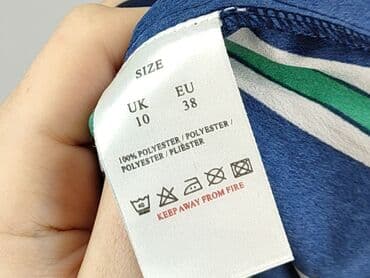 SIZE
UK EU
10 38
100% POLYESTER / POLYESTER /
POLYESTER / PLIESTER
KEEP AWAY FROM FIRE